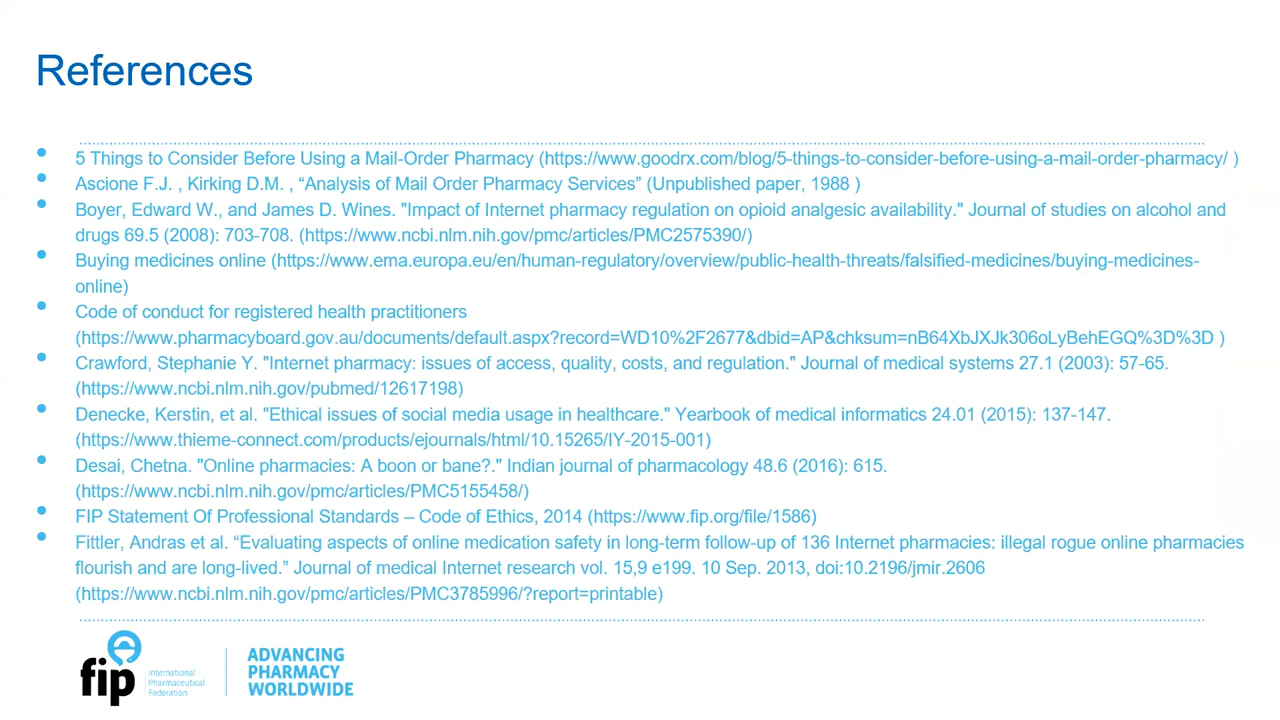 References
• 5 Things to Consider Before Using a Mail-Order Pharmacy (https://www.goodrx.com/blog/5-things-to-consider-before-using-a-mail-order-pharmacy/ )
• Ascione F.J. , Kirking D.M. , “Analysis of Mail Order Pharmacy Services” (Unpublished paper, 1988 )
• Boyer, Edward W., and James D. Wines. "Impact of Internet pharmacy regulation on opioid analgesic availability." Journal of studies on alcohol and
drugs 69.5 (2008): 703-708. (https://www.ncbi.nlm.nih.gov/pmc/articles/PMC2575390/)
• Buying medicines online (https://www.ema.europa.eu/en/human-regulatory/overview/public-health-threats/falsified-medicines/buying-medicines-
online)
• Code of conduct for registered health practitioners
(https://www.pharmacyboard.gov.au/documents/default.aspx?record=WD10%2F2677&dbid=AP&chksum=nB64XbJXJk306oLyBehEGQ%3D%3D )
• Crawford, Stephanie Y. "Internet pharmacy: issues of access, quality, costs, and regulation." Journal of medical systems 27.1 (2003): 57-65.
(https://www.ncbi.nlm.nih.gov/pubmed/12617198)
• Denecke, Kerstin, et al. "Ethical issues of social media usage in healthcare." Yearbook of medical informatics 24.01 (2015): 137-147.
(https://www.thieme-connect.com/products/ejournals/html/10.15265/IY-2015-001)
• Desai, Chetna. "Online pharmacies: A boon or bane?." Indian journal of pharmacology 48.6 (2016): 615.
(https://www.ncbi.nlm.nih.gov/pmc/articles/PMC5155458/)
• FIP Statement Of Professional Standards – Code of Ethics, 2014 (https://www.fip.org/file/1586)
• Fittler, Andras et al. “Evaluating aspects of online medication safety in long-term follow-up of 136 Internet pharmacies: illegal rogue online pharmacies
flourish and are long-lived.” Journal of medical Internet research vol. 15,9 e199. 10 Sep. 2013, doi:10.2196/jmir.2606
(https://www.ncbi.nlm.nih.gov/pmc/articles/PMC3785996/?report=printable)
fip
International
Pharmaceutical
Federation
ADVANCING
PHARMACY
WORLDWIDE